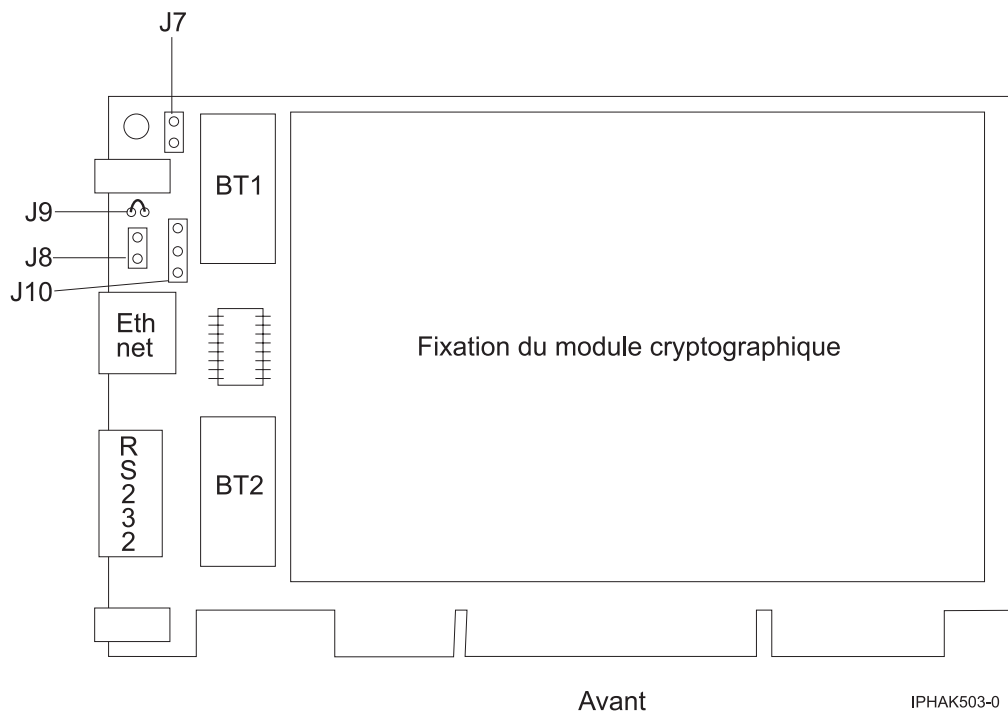 J7
BT1
J9
J8
J10
Eth
net
Fixation du module cryptographique
R
S
2
3
2
BT2
Avant
IPHAK503-0